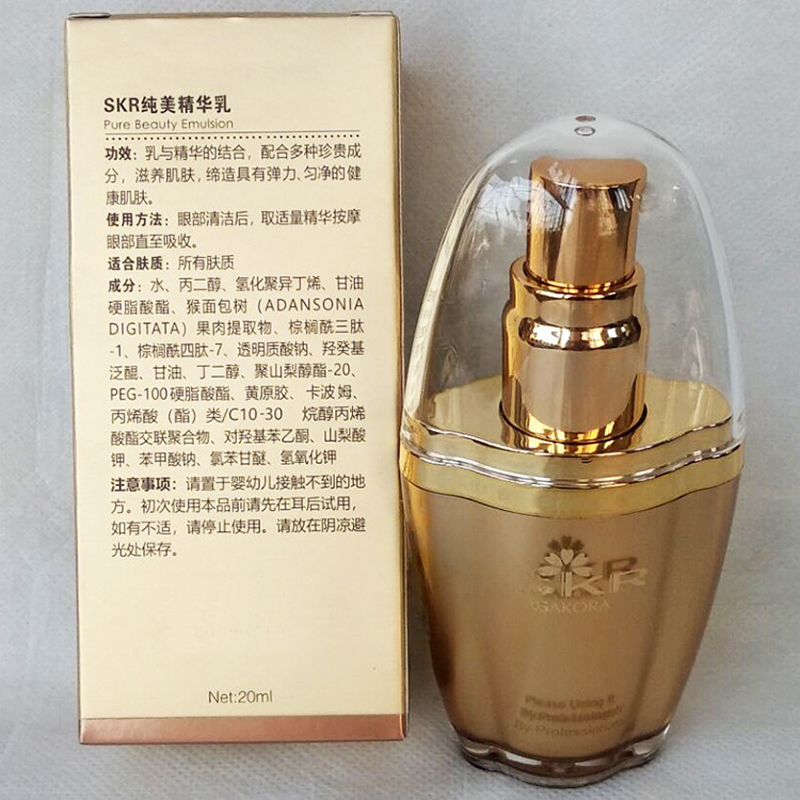 SKR纯美精华乳
Pure Beauty Emulsion
功效：乳与精华的结合，配合多种珍贵成
分，滋养肌肤，缔造具有弹力、匀净的健
康肌肤。
使用方法：眼部清洁后，取适量精华按摩
眼部直至吸收。
适合肤质：所有肤质
成分：水、丙二醇、氢化聚异丁烯、甘油
硬脂酸酯、猴面包树（ADANSONIA
DIGITATA）果肉提取物、棕榈酰三肽
-1、棕榈酰四肽-7、透明质酸钠、羟癸基
泛醌、甘油、丁二醇、聚山梨醇酯-20、
PEG-100硬脂酸酯、黄原胶、卡波姆、
丙烯酸（酯）类/C10-30 烷醇丙烯
酸酯交联聚合物、对羟基苯乙酮、山梨酸
钾、苯甲酸钠、氯苯甘醚、氢氧化钾
注意事项：请置于婴幼儿接触不到的地
方。初次使用本品前请先在耳后试用，
如有不适，请停止使用。请放在阴凉避
光处保存。
Net:20ml
SKR
SAKORA
Please Using It
By Professional